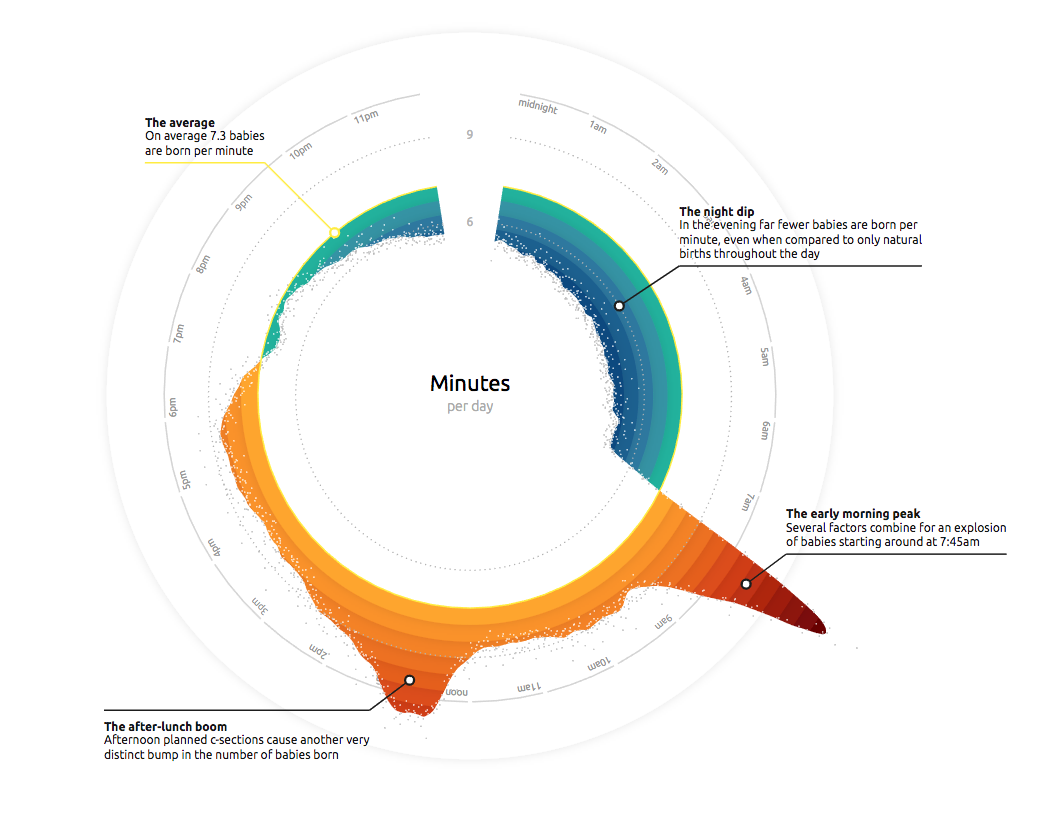 midnight
1am
2am
4am
5am
6am
7am
9am
10am
11am
noon
2pm
3pm
4pm
5pm
6pm
7pm
8pm
9pm
10pm
11pm
9
6
The average
On average 7.3 babies
are born per minute
The night dip
In the evening far fewer babies are born per
minute, even when compared to only natural
births throughout the day
Minutes
per day
The early morning peak
Several factors combine for an explosion
of babies starting around at 7:45am
The after-lunch boom
Afternoon planned c-sections cause another very
distinct bump in the number of babies born